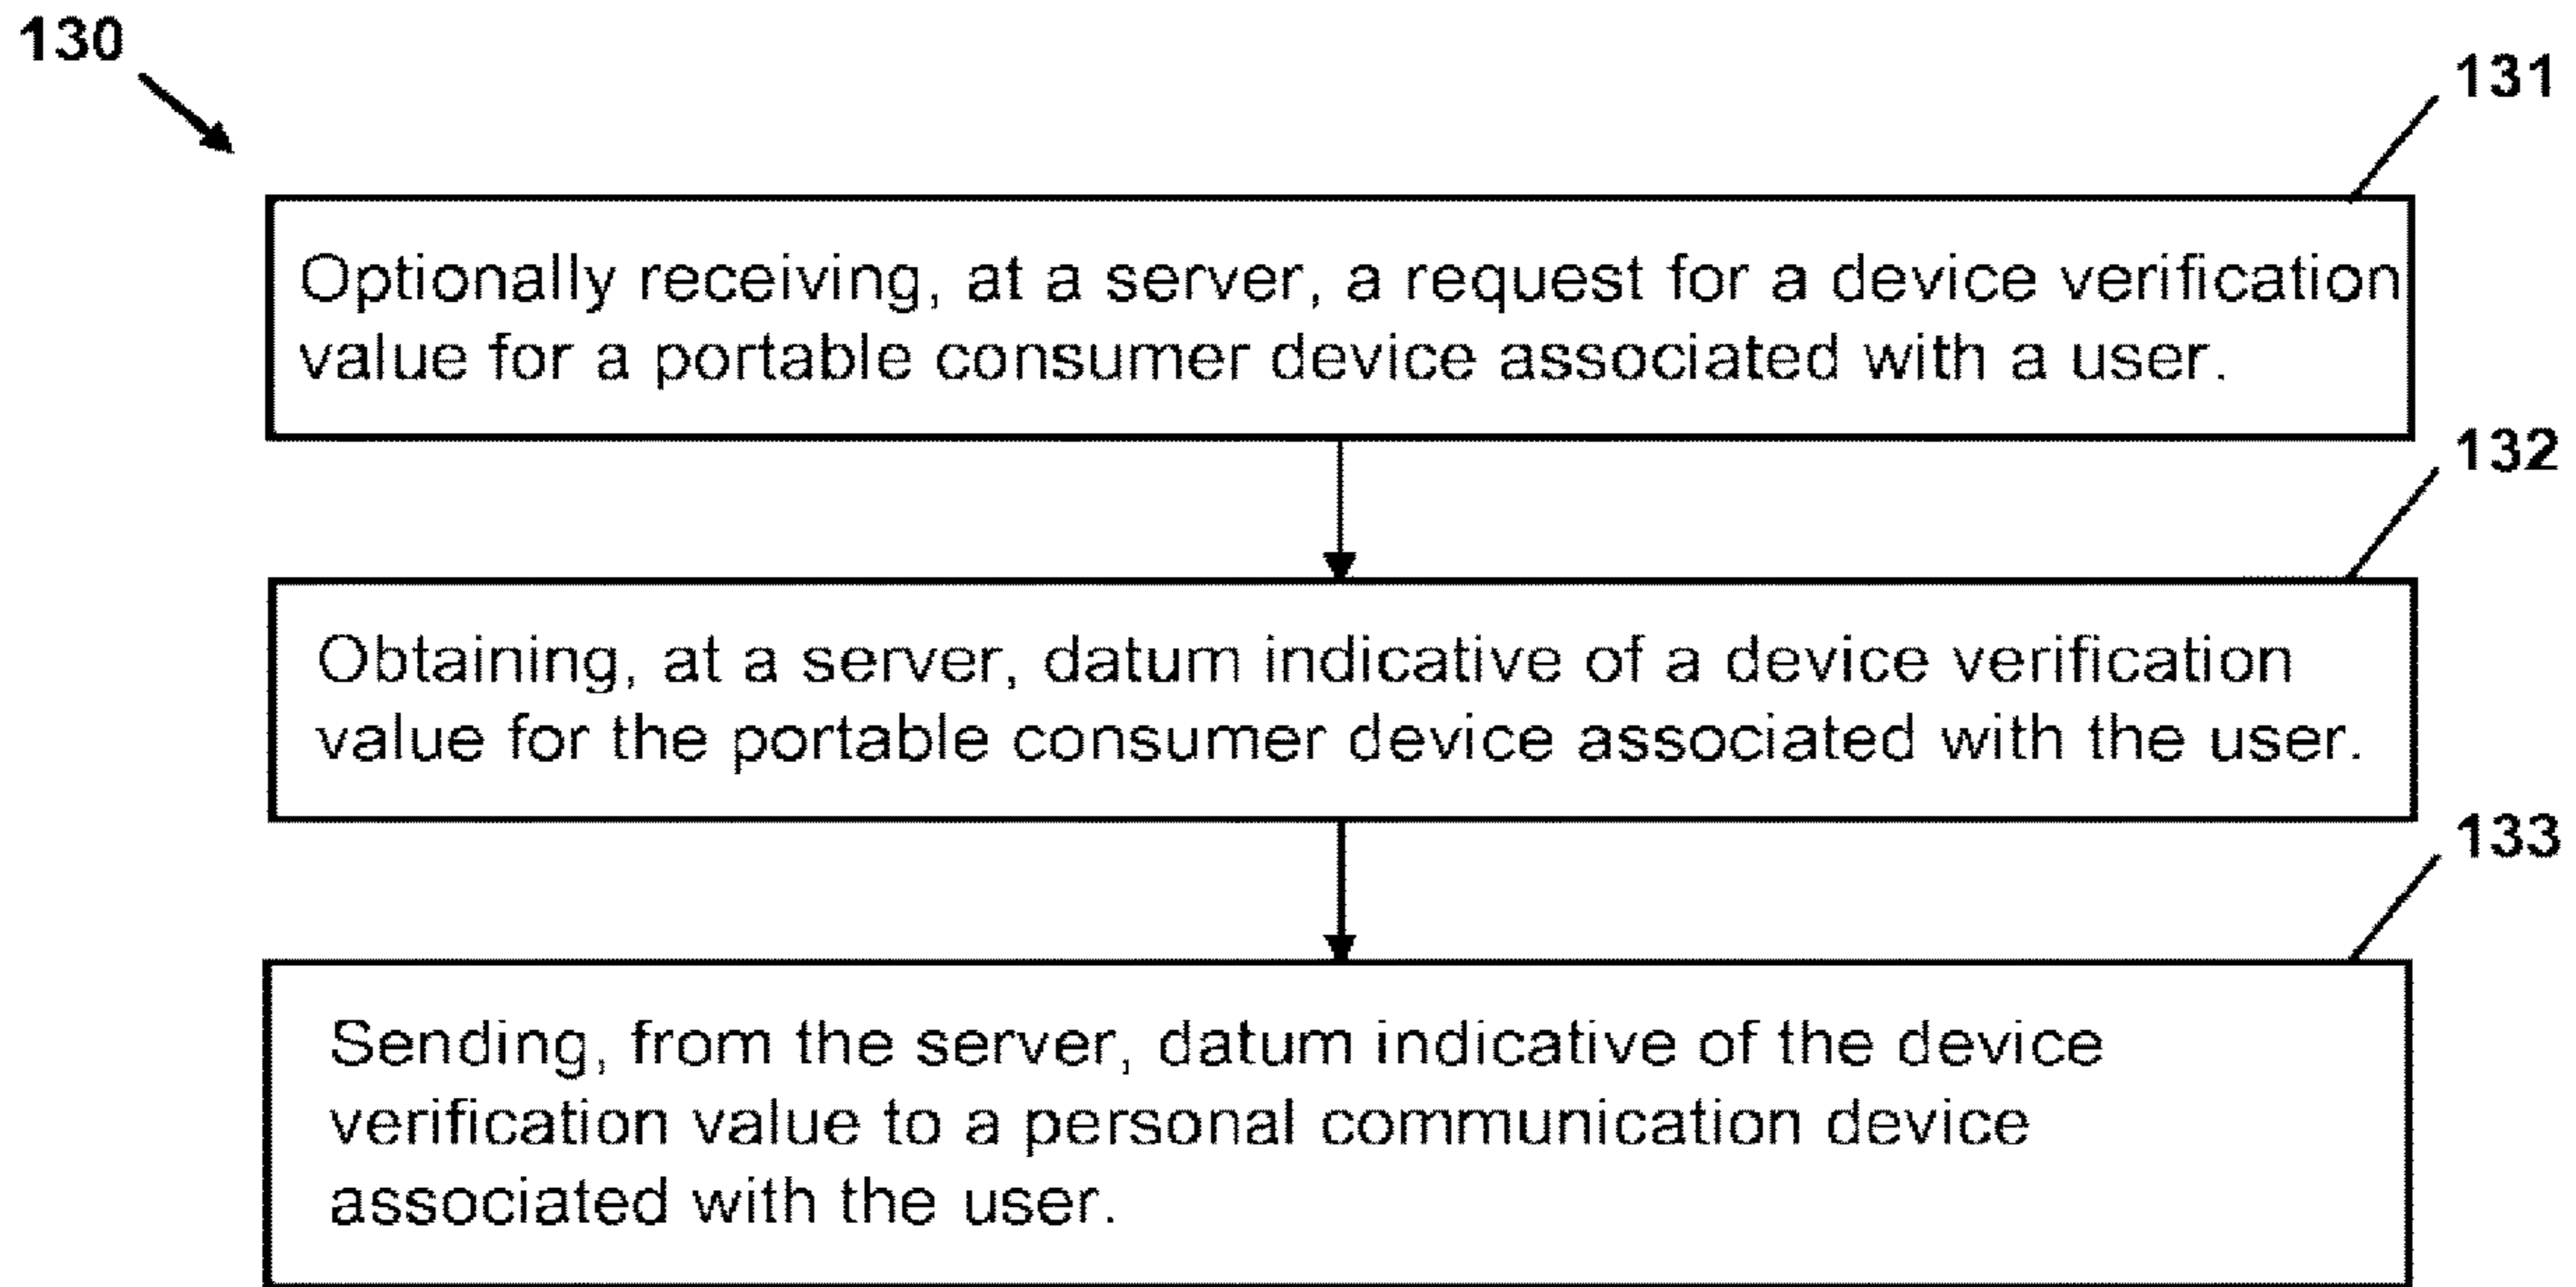 130
131
Optionally receiving, at a server, a request for a device verification
value for a portable consumer device associated with a user.
132
Obtaining, at a server, datum indicative of a device verification
value for the portable consumer device associated with the user.
133
Sending, from the server, datum indicative of the device
verification value to a personal communication device
associated with the user.